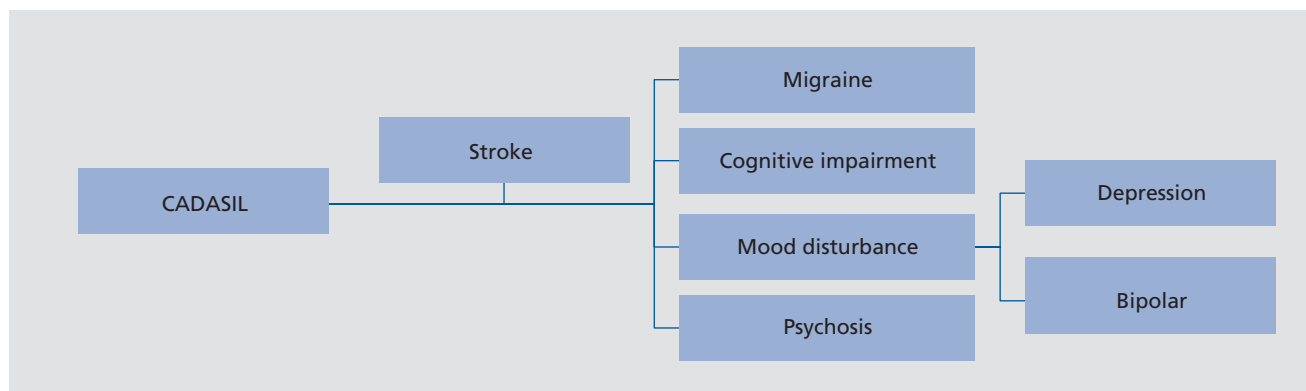 CADASIL
Stroke
Migraine
Cognitive impairment
Mood disturbance
Psychosis
Depression
Bipolar